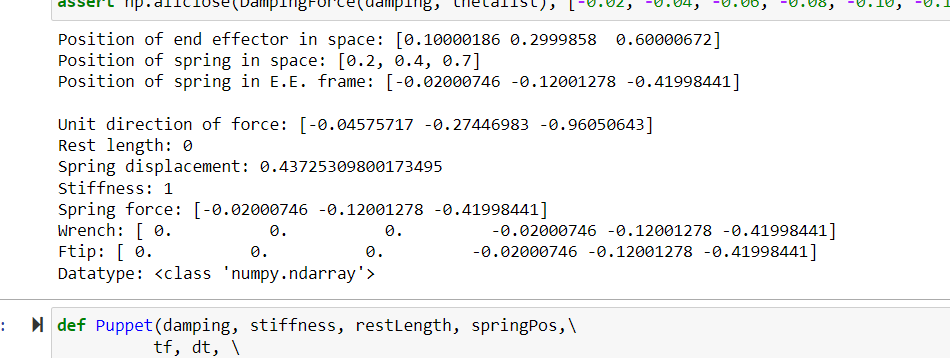 assert np.allclose(DampingForce(damping, thetalist), [-0.02, -0.04, -0.06, -0.08, -0.10, -0.1
Position of end effector in space: [0.10000186 0.2999858  0.60000672]
Position of spring in space: [0.2, 0.4, 0.7]
Position of spring in E.E. frame: [-0.02000746 -0.12001278 -0.41998441]
Unit direction of force: [-0.04575717 -0.27446983 -0.96050643]
Rest length: 0
Spring displacement: 0.43725309800173495
Stiffness: 1
Spring force: [-0.02000746 -0.12001278 -0.41998441]
Wrench: [ 0.          0.          0.         -0.02000746 -0.12001278 -0.41998441]
Ftip: [ 0.          0.          0.         -0.02000746 -0.12001278 -0.41998441]
Datatype: <class 'numpy.ndarray'>
: def Puppet(damping, stiffness, restLength, springPos,\
tf, dt, \